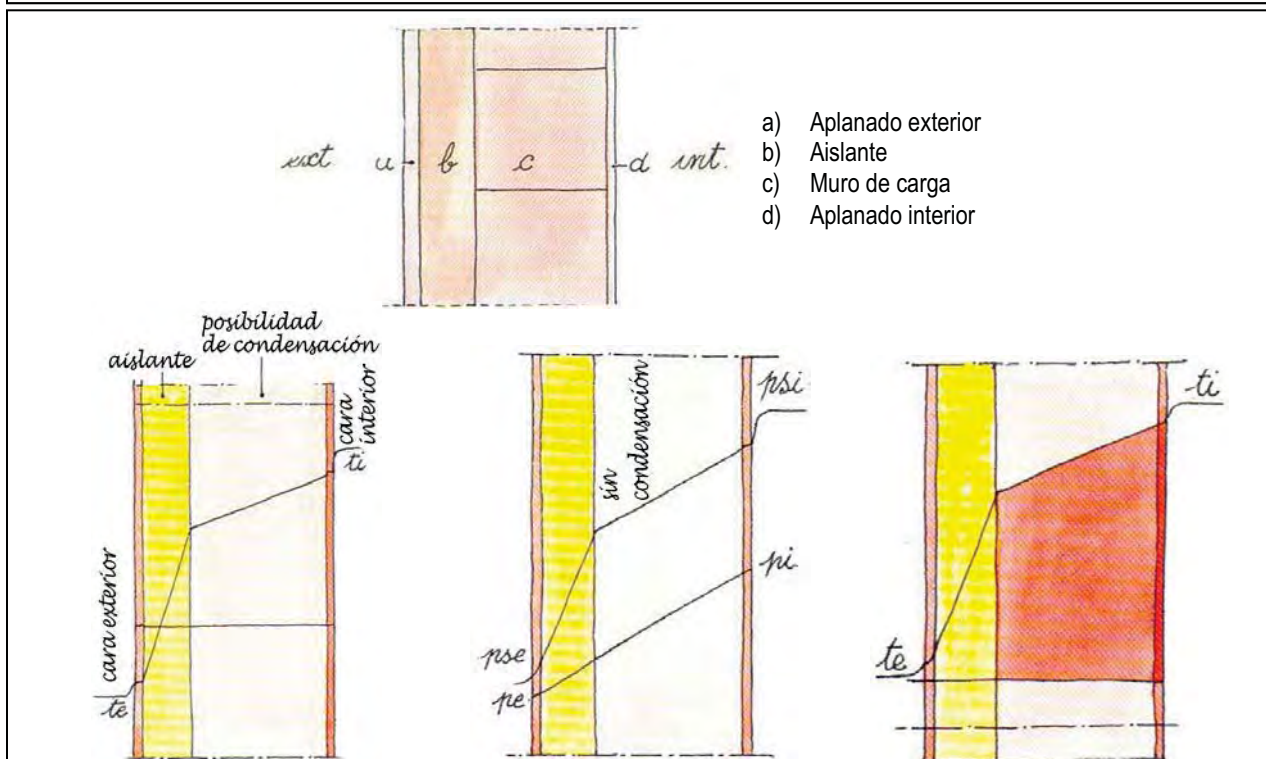 ext a b c d int.
a) Aplanado exterior
b) Aislante
c) Muro de carga
d) Aplanado interior
posibilidad
de condensación
aislante
cara
interior
ti
cara exterior
te
sin
condensación
psi
pi
pse
pe
ti
te